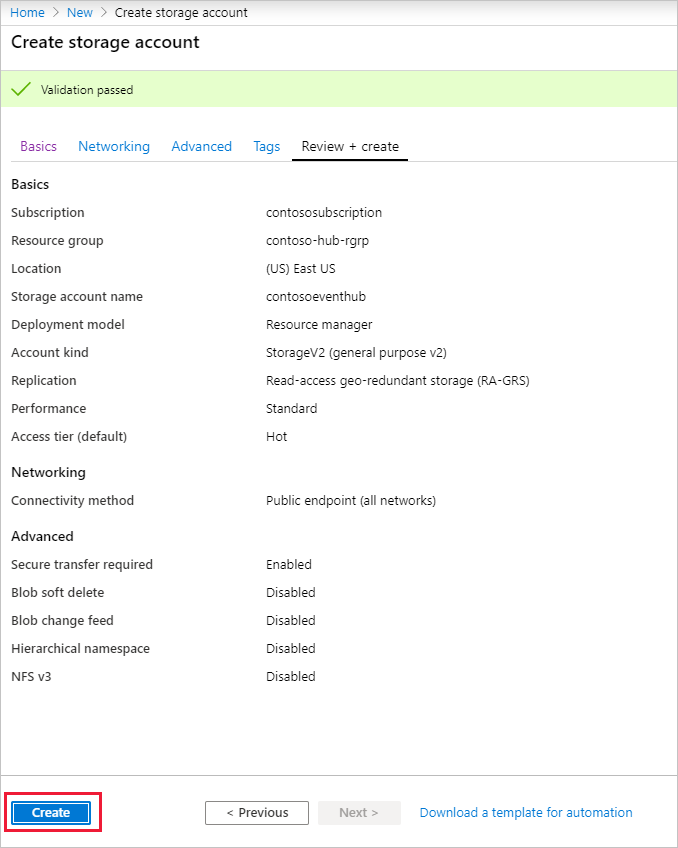 Home > New > Create storage account
Create storage account
Validation passed
Basics Networking Advanced Tags Review + create
Basics
Subscription contososubscription
Resource group contoso-hub-rgrp
Location (US) East US
Storage account name contosoeventhub
Deployment model Resource manager
Account kind StorageV2 (general purpose v2)
Replication Read-access geo-redundant storage (RA-GRS)
Performance Standard
Access tier (default) Hot
Networking
Connectivity method Public endpoint (all networks)
Advanced
Secure transfer required Enabled
Blob soft delete Disabled
Blob change feed Disabled
Hierarchical namespace Disabled
NFS v3 Disabled
Create < Previous Next > Download a template for automation